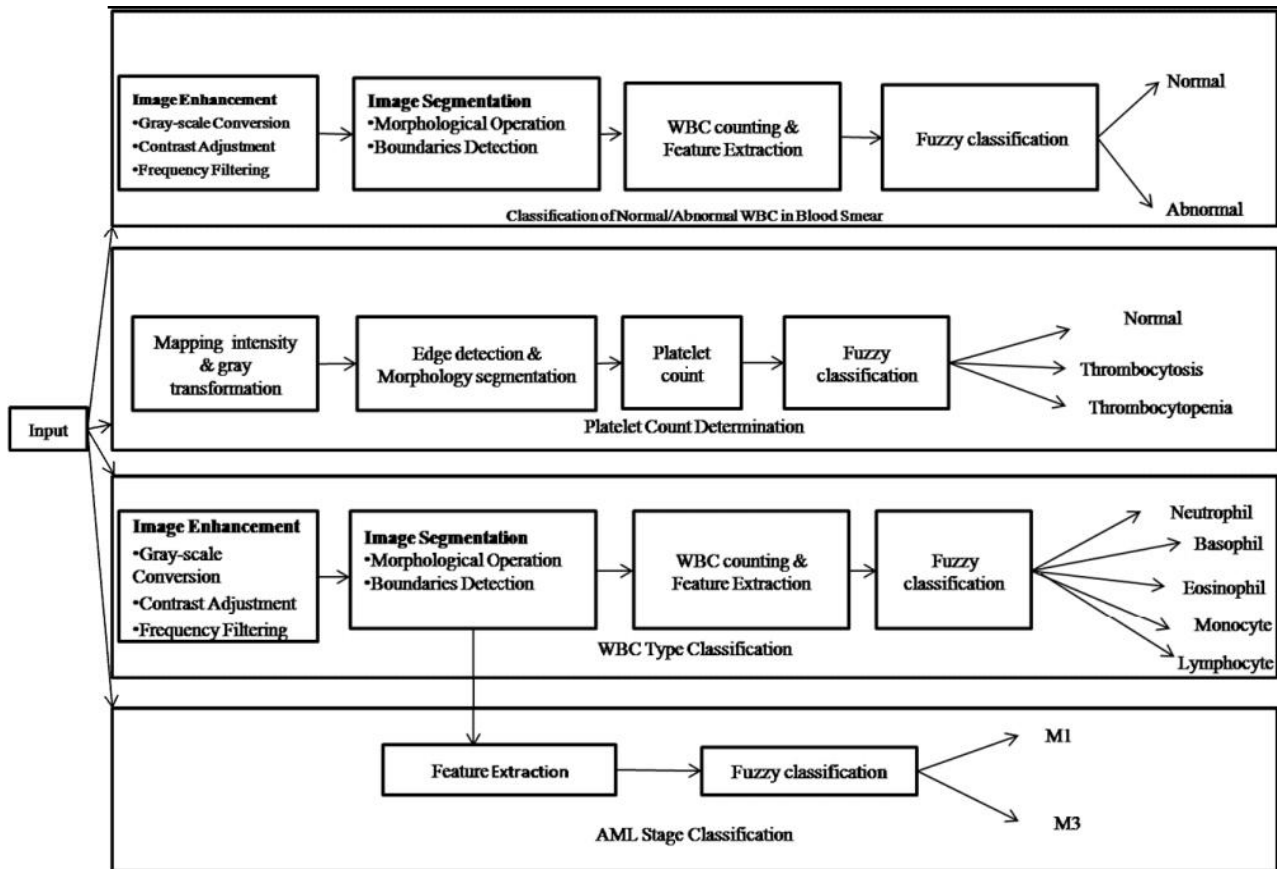 Image Enhancement
•Gray-scale Conversion
•Contrast Adjustment
•Frequency Filtering
Image Segmentation
•Morphological Operation
•Boundaries Detection
WBC counting &
Feature Extraction
Fuzzy classification
Normal
Abnormal
Classification of Normal/Abnormal WBC in Blood Smear
Input
Mapping intensity
& gray
transformation
Edge detection &
Morphology segmentation
Platelet
count
Fuzzy
classification
Normal
Thrombocytosis
Thrombocytopenia
Platelet Count Determination
Image Enhancement
•Gray-scale
Conversion
•Contrast Adjustment
•Frequency Filtering
Image Segmentation
•Morphological Operation
•Boundaries Detection
WBC counting &
Feature Extraction
Fuzzy
classification
Neutrophil
Basophil
Eosinophil
Monocyte
Lymphocyte
WBC Type Classification
Feature Extraction
Fuzzy classification
M1
M3
AML Stage Classification